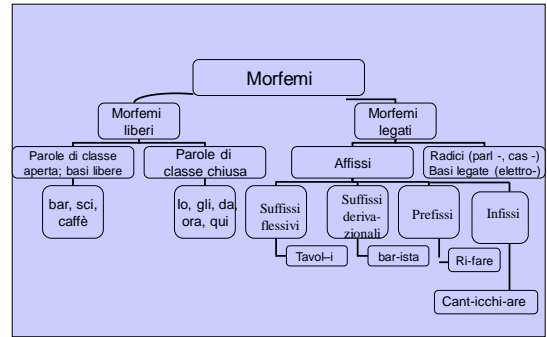 Morfemi
Morfemi
liberi
Morfemi
legati
Parole di classe
aperta; basi libere
Parole di
classe chiusa
Affissi
Radici (parl -, cas -)
Basi legate (elettro-)
bar, sci,
caffè
lo, gli, da,
ora, qui
Suffissi
flessivi
Suffissi
deriva-
zionali
Prefissi
Infissi
Tavol–i
bar-ista
Ri-fare
Cant-icchi-are